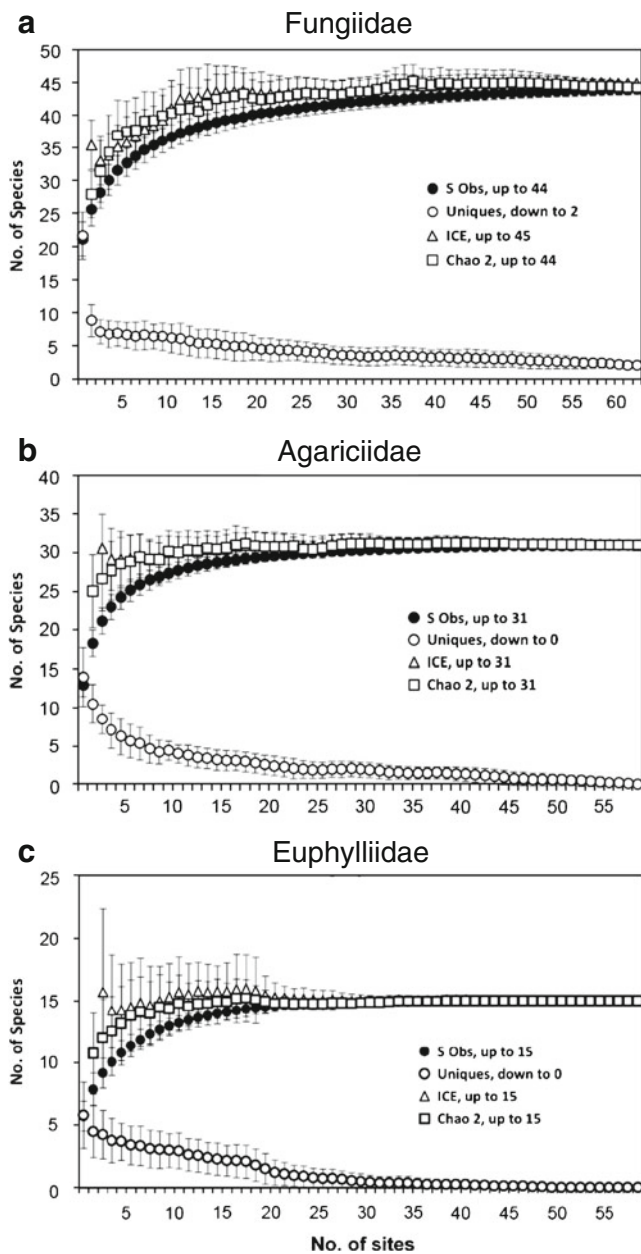 a Fungiidae
50
45
40
35
30
25
20
15
10
5
0
No. of Species
S Obs, up to 44
Uniques, down to 2
ICE, up to 45
Chao 2, up to 44
5 10 15 20 25 30 35 40 45 50 55 60
b Agariciidae
40
35
30
25
20
15
10
5
0
No. of Species
S Obs, up to 31
Uniques, down to 0
ICE, up to 31
Chao 2, up to 31
5 10 15 20 25 30 35 40 45 50 55
c Euphylliidae
25
20
15
10
5
0
No. of Species
S Obs, up to 15
Uniques, down to 0
ICE, up to 15
Chao 2, up to 15
5 10 15 20 25 30 35 40 45 50 55
No. of sites